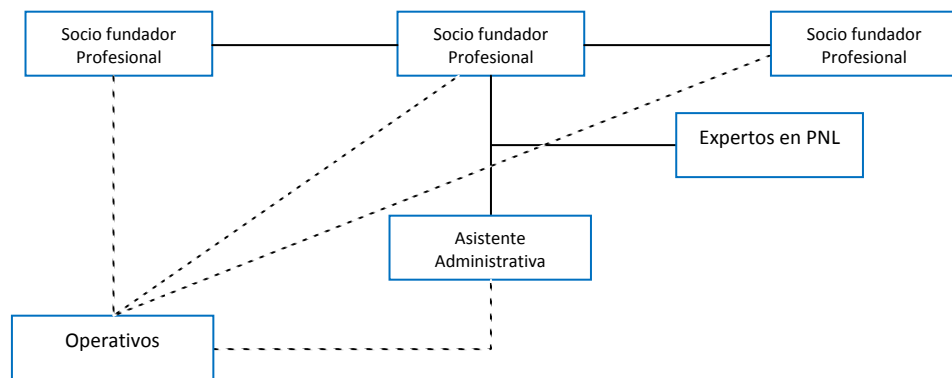 Socio fundador
Profesional
Socio fundador
Profesional
Socio fundador
Profesional
Expertos en PNL
Asistente
Administrativa
Operativos